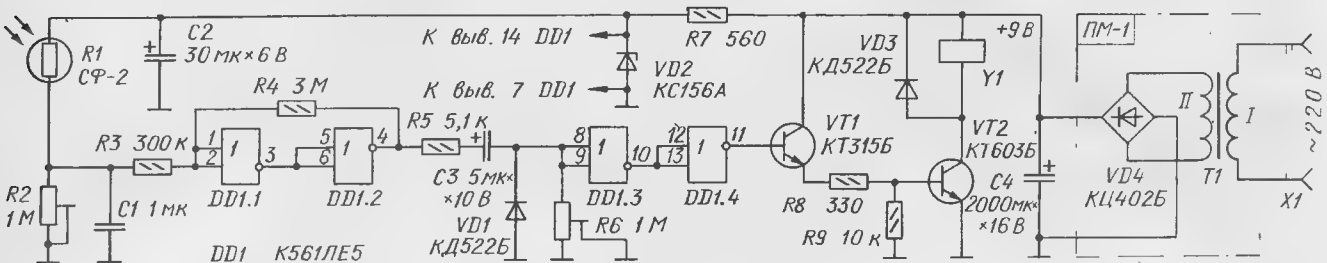 R1
СФ-2
C2
30 мк × 6 В
К выв. 14 DD1
К выв. 7 DD1
VD2
КС156А
R7 560
VD3
КД522Б
Y1
+9 В
ПМ-1
R4 3 М
R3 300 к
1
2
1
3
DD1.1
5
6
1
4
DD1.2
R5 5,1 к
+
C3 5 мк×
×10 В
VD1
КД522Б
8
9
1
10
DD1.3
12
13
1
11
DD1.4
VT1
КТ315Б
VT2
КТ603Б
R2
1 М
C1 1 мк
R6 1 М
R8 330
R9 10 к
C4
2000 мк×
×16 В
+
VD4
КЦ402Б
II
I
T1
X1
~220 В
DD1 К561ЛЕ5